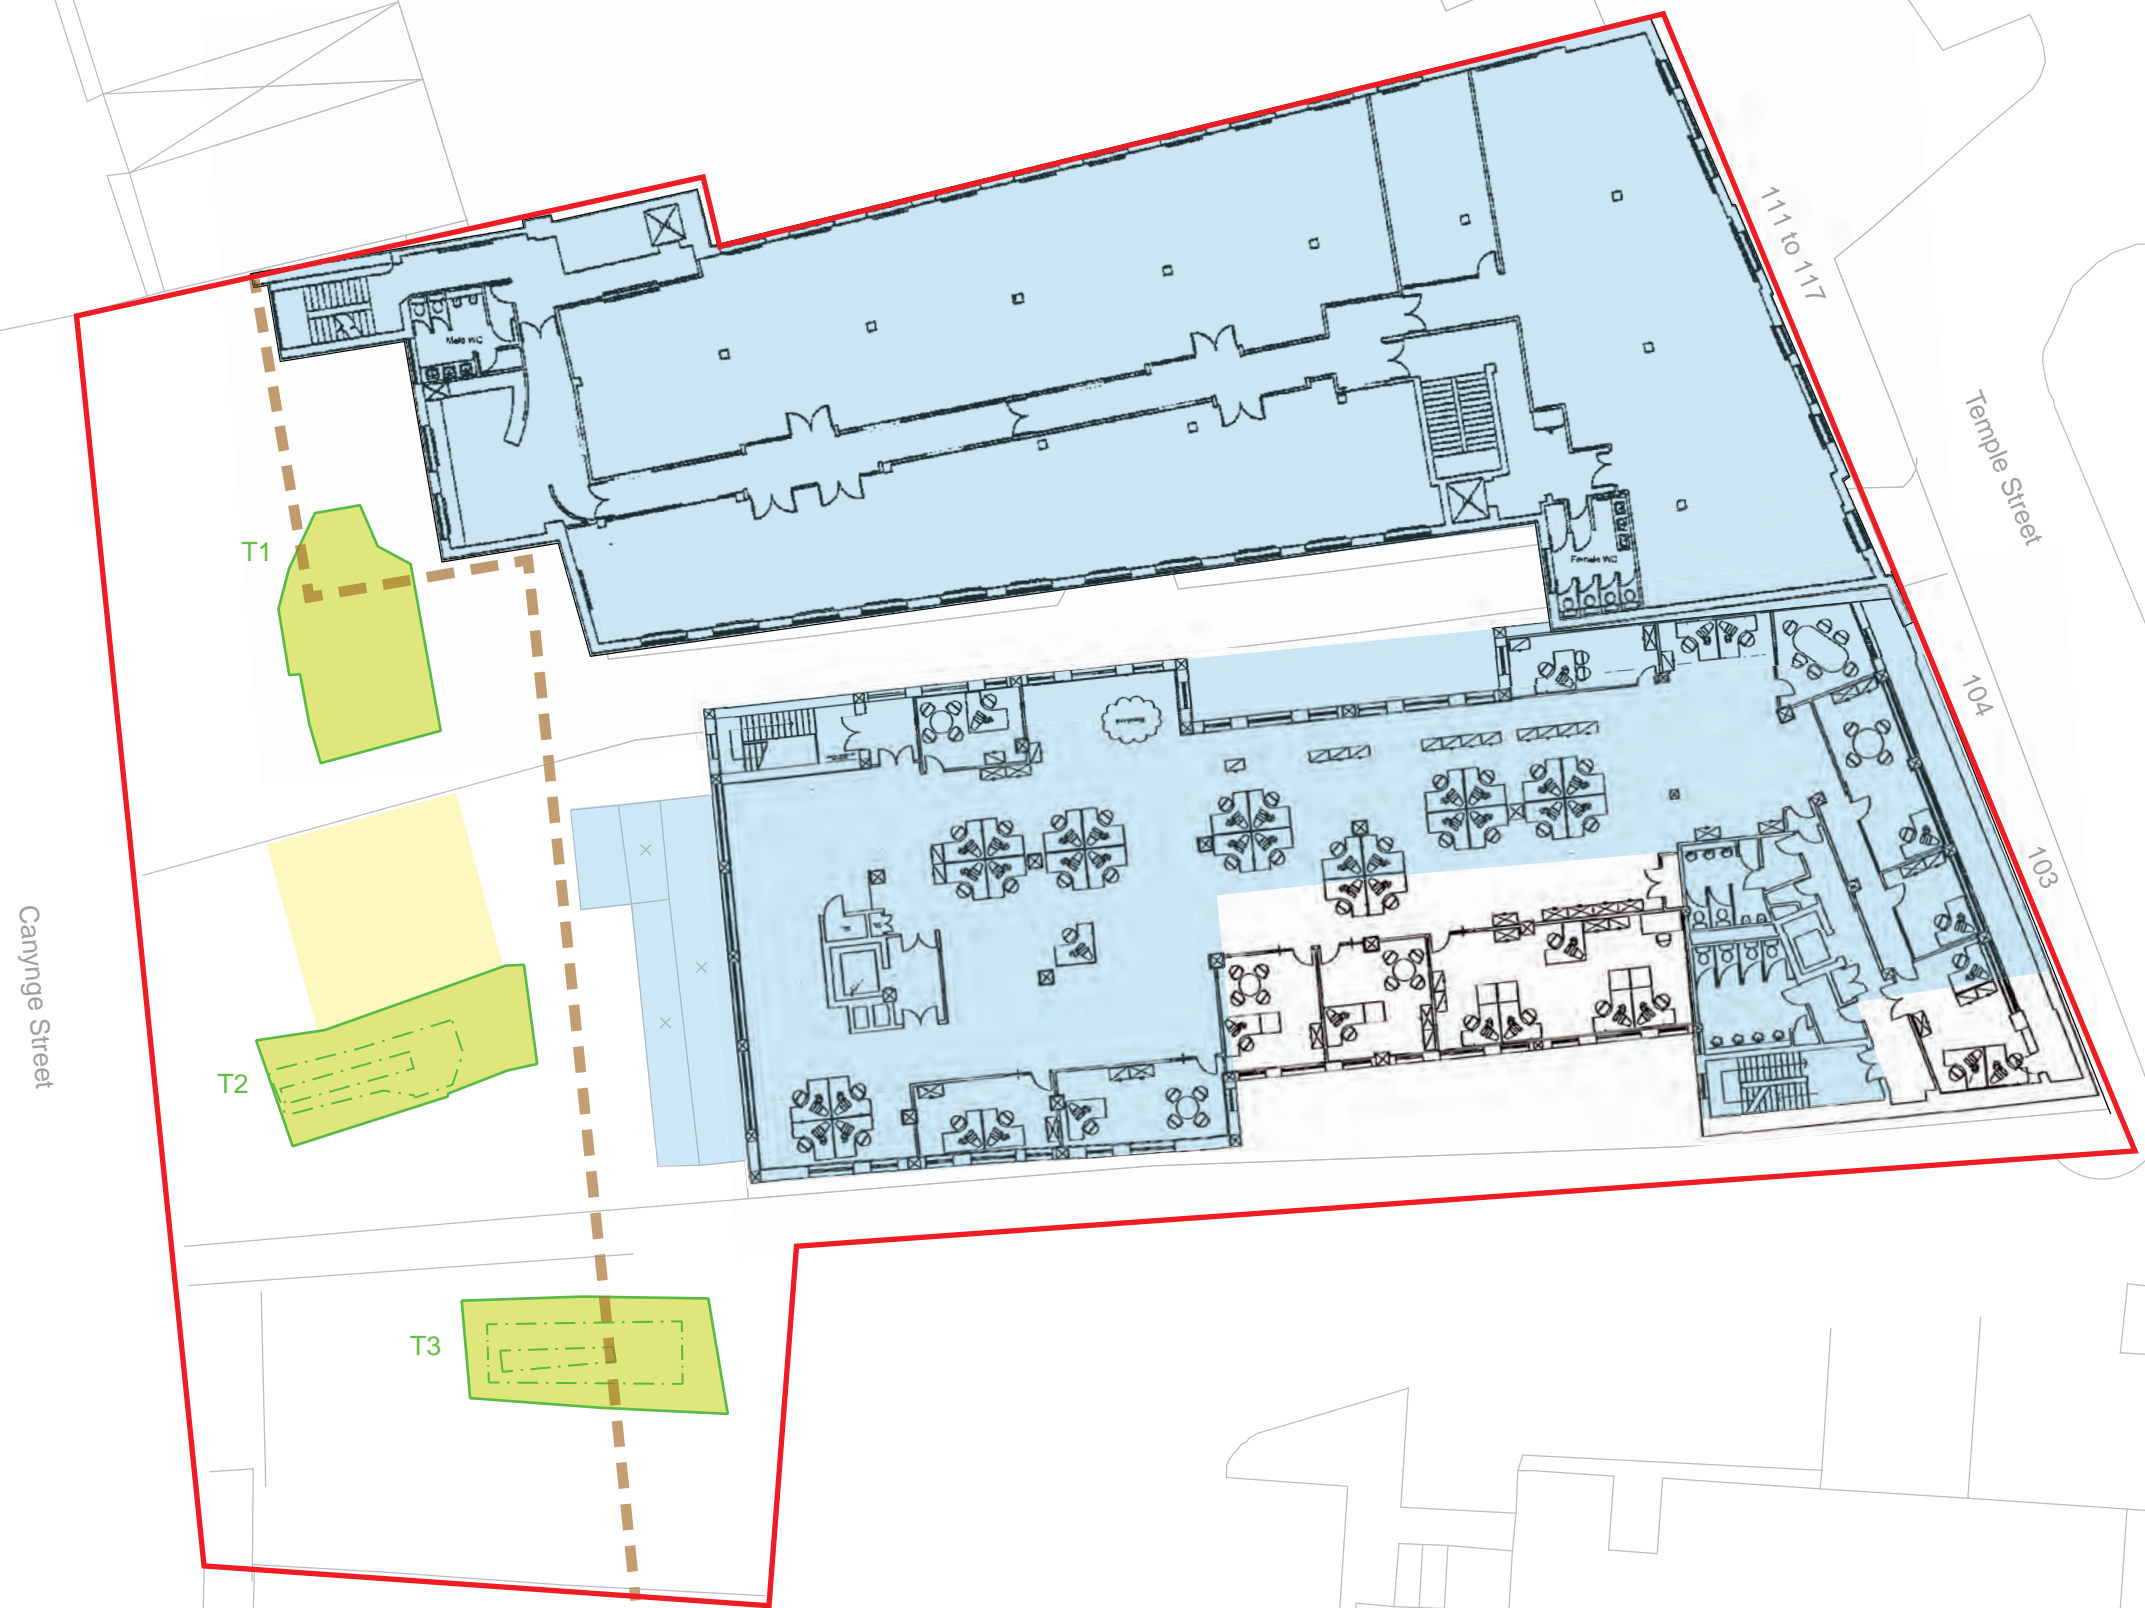 111 to 117
Male WC
T1
Temple Street
Female WC
104
103
Canynge Street
T2
T3